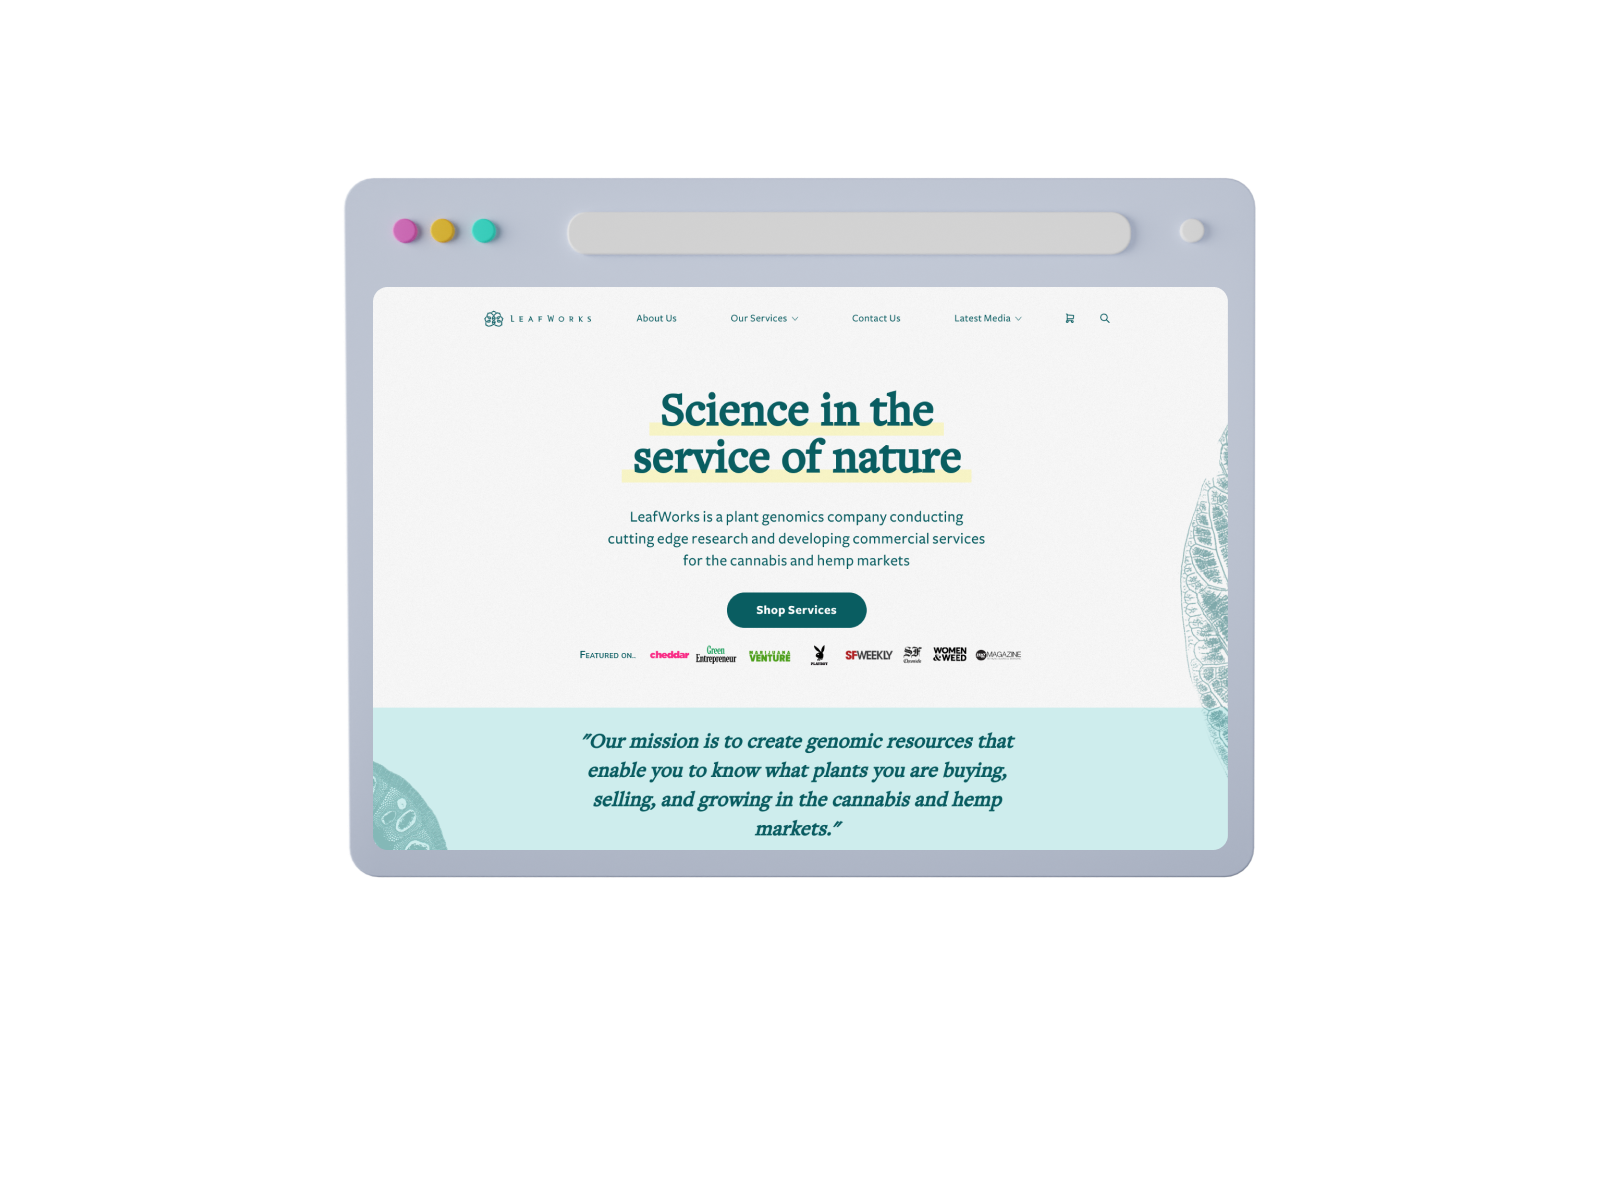 LeafWorks
About Us
Our Services
Contact Us
Latest Media
Science in the
service of nature
LeafWorks is a plant genomics company conducting
cutting edge research and developing commercial services
for the cannabis and hemp markets
Shop Services
Featured on..
cheddar
Green
Entrepreneur
MARIJUANA
VENTURE
PLAYBOY
SFWEEKLY
SF
Chronicle
WOMEN
&WEED
mg MAGAZINE
"Our mission is to create genomic resources that
enable you to know what plants you are buying,
selling, and growing in the cannabis and hemp
markets."